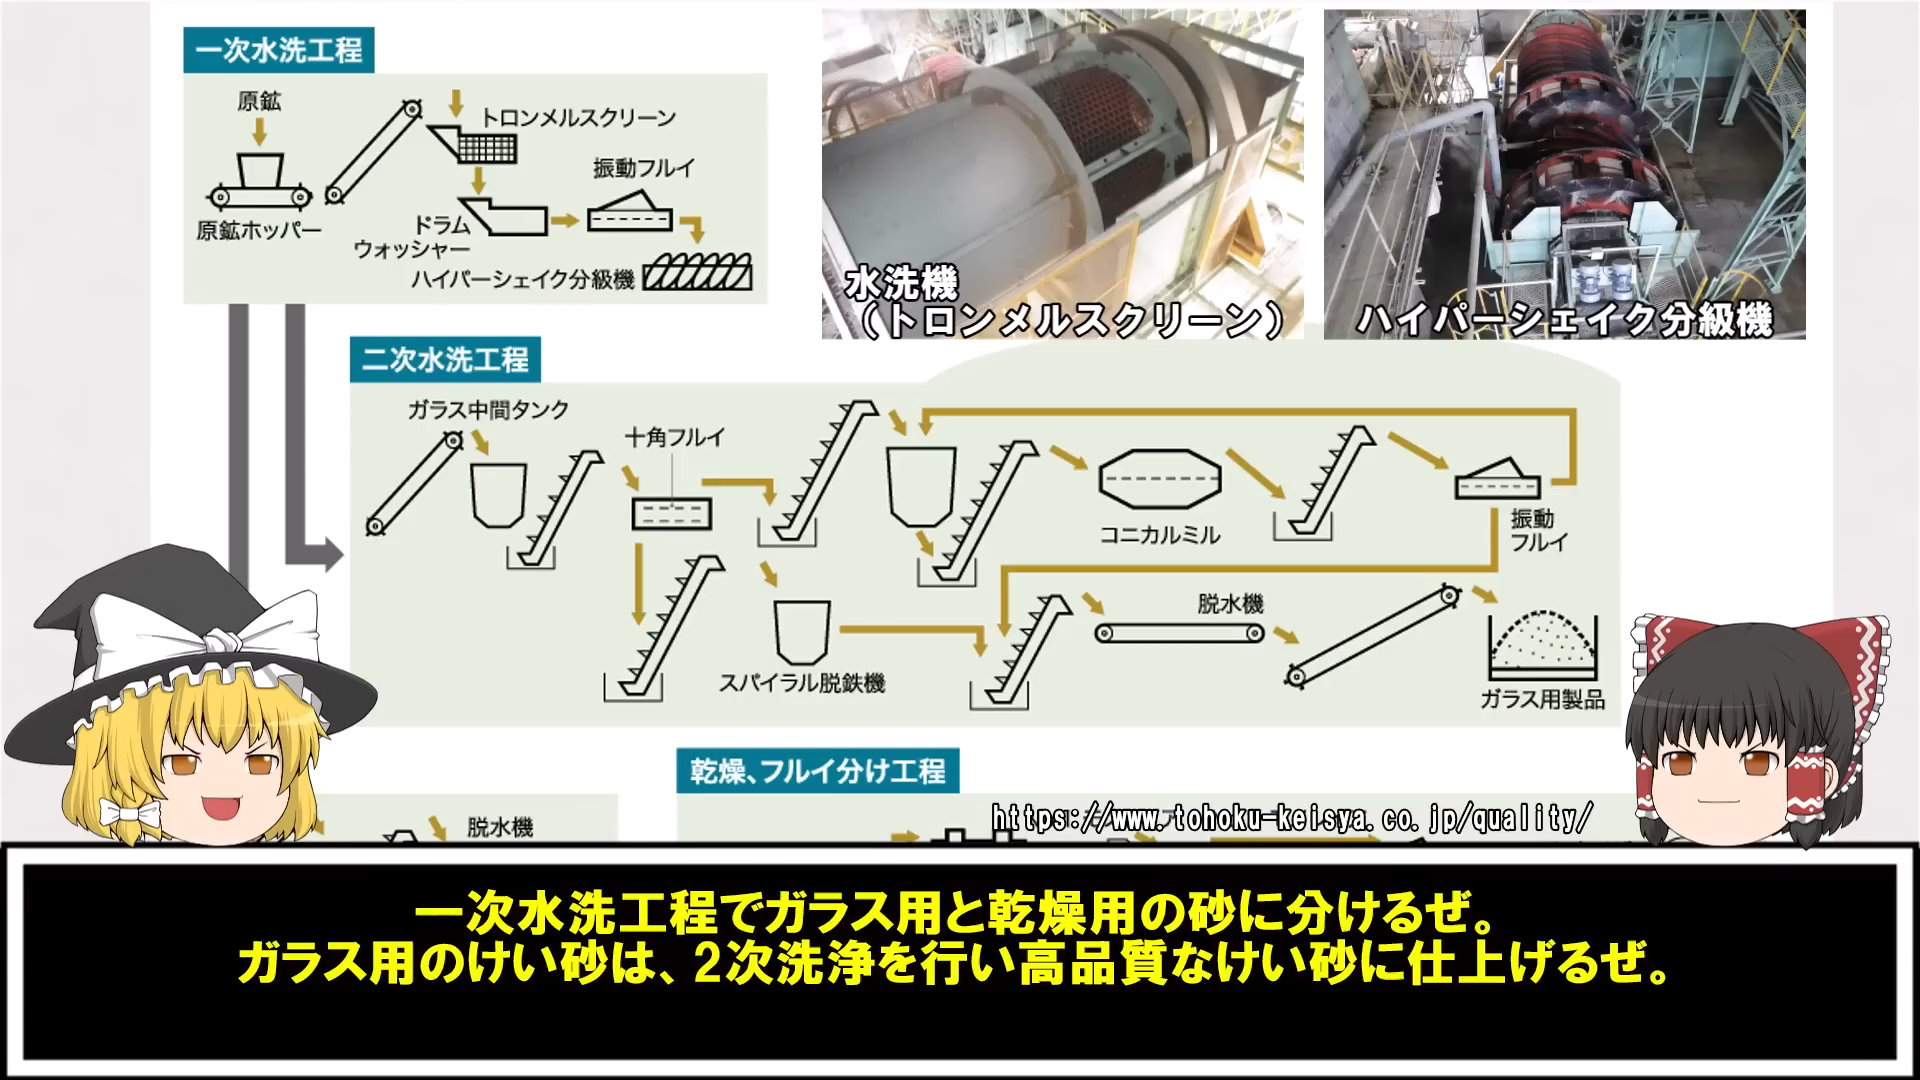 一次水洗工程
原鉱
トロンメルスクリーン
振動フルイ
原鉱ホッパー
ドラム
ウォッシャー
ハイパーシェイク分級機
水洗機
（トロンメルスクリーン）
ハイパーシェイク分級機
二次水洗工程
ガラス中間タンク
十角フルイ
コニカルミル
振動
フルイ
スパイラル脱鉄機
脱水機
ガラス用製品
乾燥、フルイ分け工程
脱水機
https://www.tohoku-keisya.co.jp/quality/
一次水洗工程でガラス用と乾燥用の砂に分けるぜ。
ガラス用のけい砂は、2次洗浄を行い高品質なけい砂に仕上げるぜ。